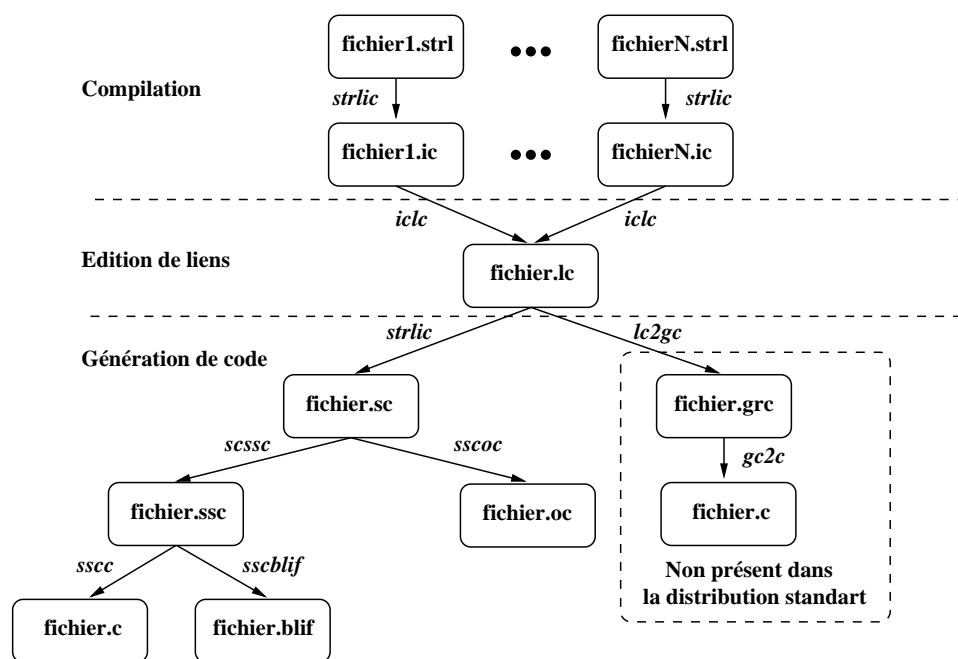 fichier1.strl ••• fichierN.strl
Compilation
strlic strlic
fichier1.ic ••• fichierN.ic
iclc iclc
Edition de liens
fichier.lc
strlic lc2gc
Génération de code
fichier.sc fichier.grc
scssc sscoc gc2c
fichier.ssc fichier.oc fichier.c
sscc sscblif
Non présent dans
la distribution standart
fichier.c fichier.blif